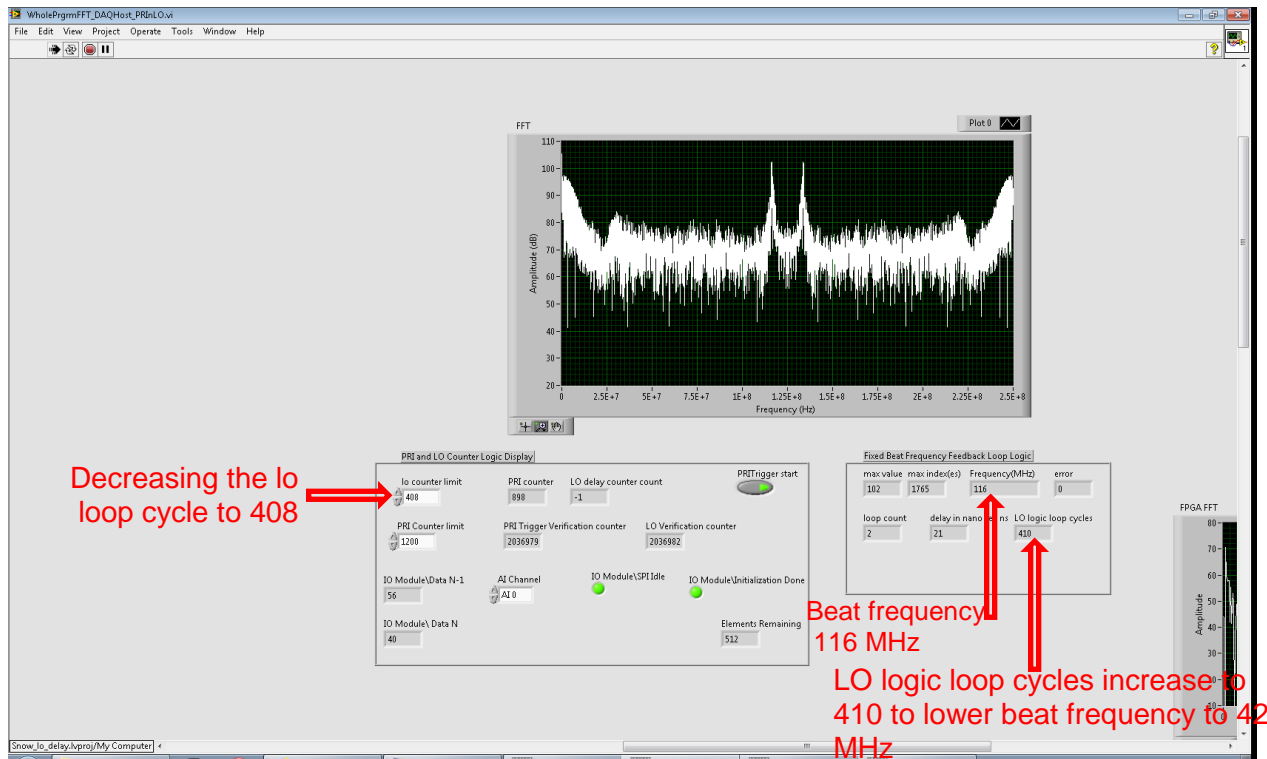 WholePrgrmFFT_DAQHost_PRInLO.vi
File Edit View Project Operate Tools Window Help
FFT
Plot 0
110
100
90
80
70
60
50
40
30
20
Amplitude (dB)
0 2.5E+7 5E+7 7.5E+7 1E+8 1.25E+8 1.5E+8 1.75E+8 2E+8 2.25E+8 2.5E+8
Frequency (Hz)
Decreasing the lo
loop cycle to 408
PRI and LO Counter Logic Display
lo counter limit PRI counter LO delay counter count PRITrigger start
408 898 -1
PRI Counter limit PRI Trigger Verification counter LO Verification counter
1200 2036979 2036982
IO Module\Data N-1 AI Channel IO Module\SPI Idle IO Module\Initialization Done
56 AI 0
IO Module\ Data N Elements Remaining
40 512
Fixed Beat Frequency Feedback Loop Logic
max value max index(es) Frequency(MHz) error
102 1765 116 0
loop count delay in nano ns LO logic loop cycles
2 21 410
Beat frequency
116 MHz
LO logic loop cycles increase to
410 to lower beat frequency to 42
MHz
FPGA FFT
80
70
60
50
40
30
Amplitude
Snow_lo_delay.lvproj/My Computer